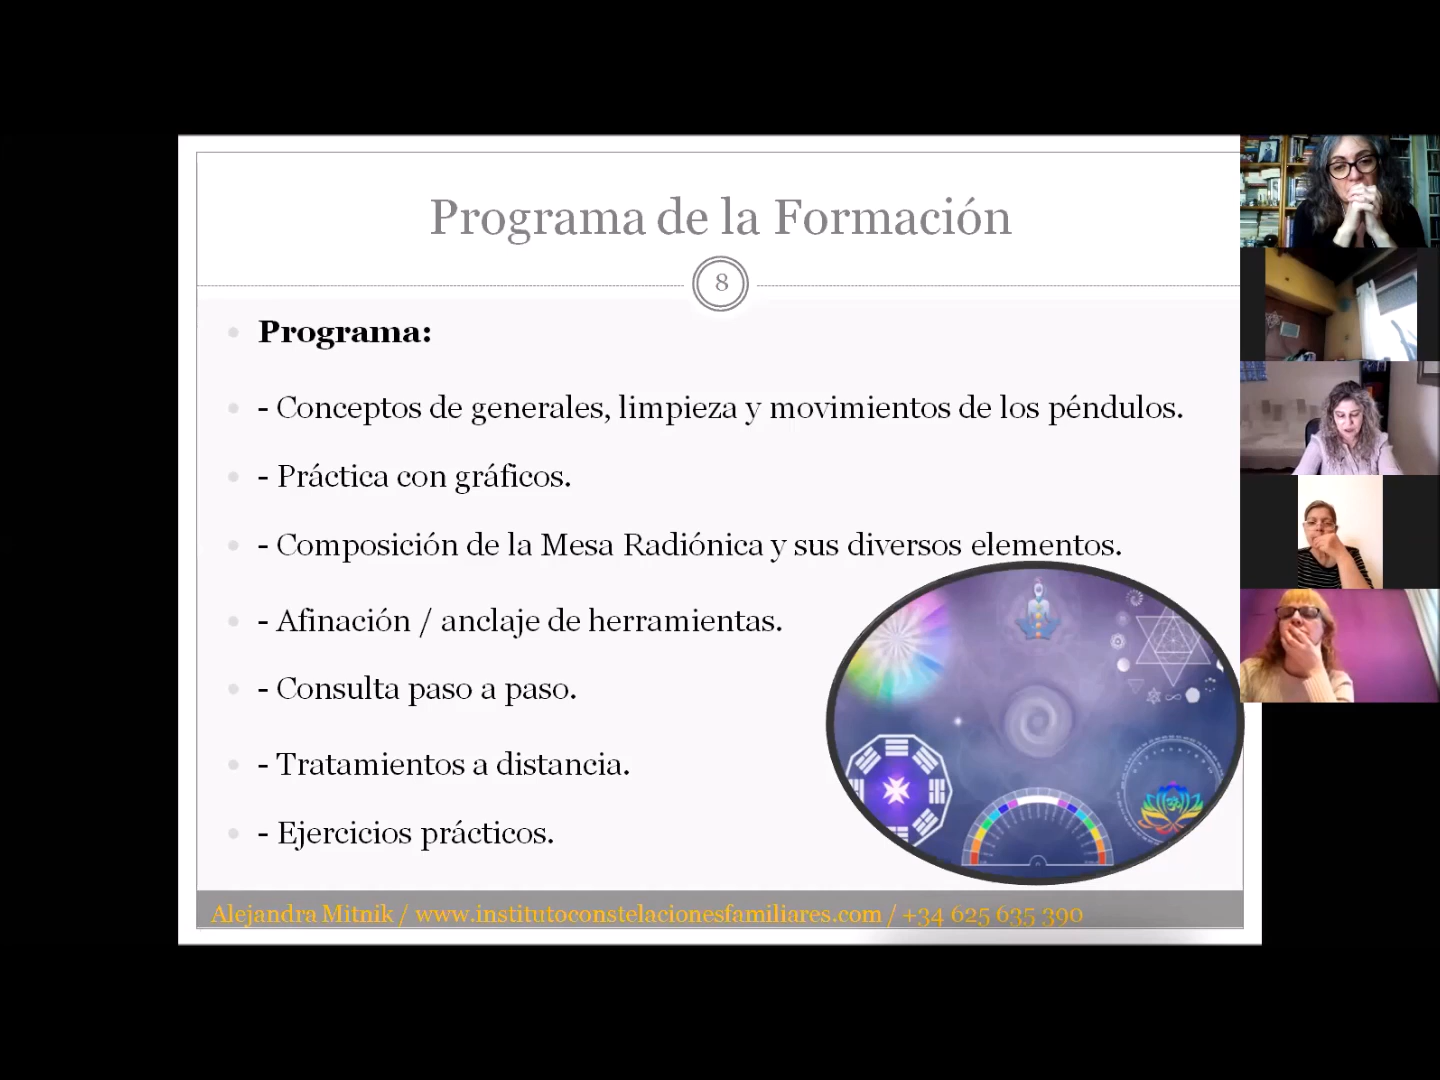 Programa de la Formación
8
Programa:
- Conceptos de generales, limpieza y movimientos de los péndulos.
- Práctica con gráficos.
- Composición de la Mesa Radiónica y sus diversos elementos.
- Afinación / anclaje de herramientas.
- Consulta paso a paso.
- Tratamientos a distancia.
- Ejercicios prácticos.
Alejandra Mitnik / www.institutoconstelacionesfamiliares.com / +34 625 635 390